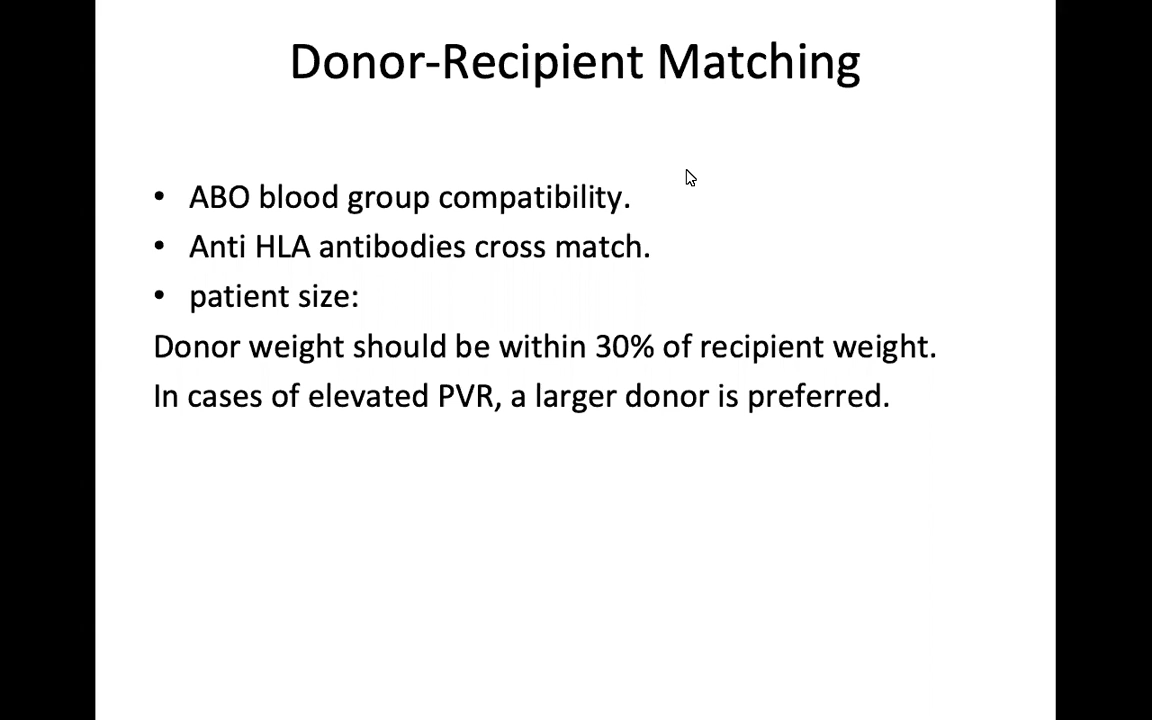 Donor-Recipient Matching
• ABO blood group compatibility.
• Anti HLA antibodies cross match.
• patient size:
Donor weight should be within 30% of recipient weight.
In cases of elevated PVR, a larger donor is preferred.